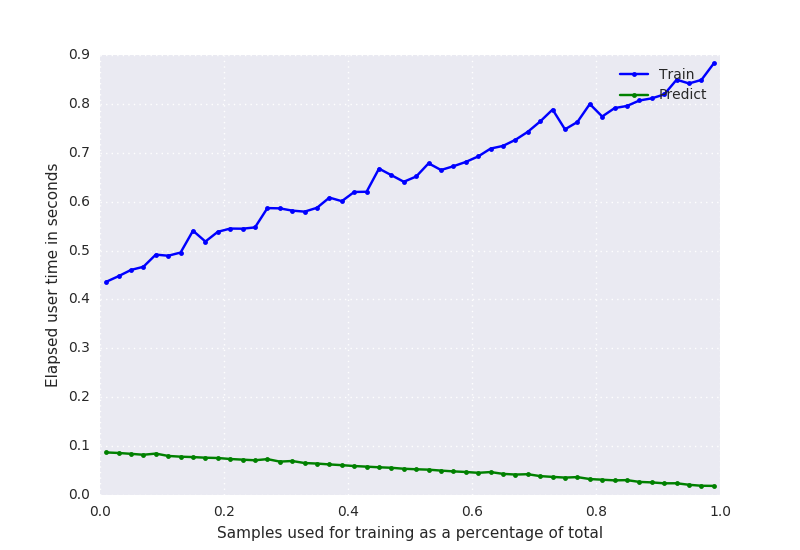 0.9
0.8
0.7
0.6
0.5
0.4
0.3
0.2
0.1
0.0
Elapsed user time in seconds
Train
Predict
0.0 0.2 0.4 0.6 0.8 1.0
Samples used for training as a percentage of total